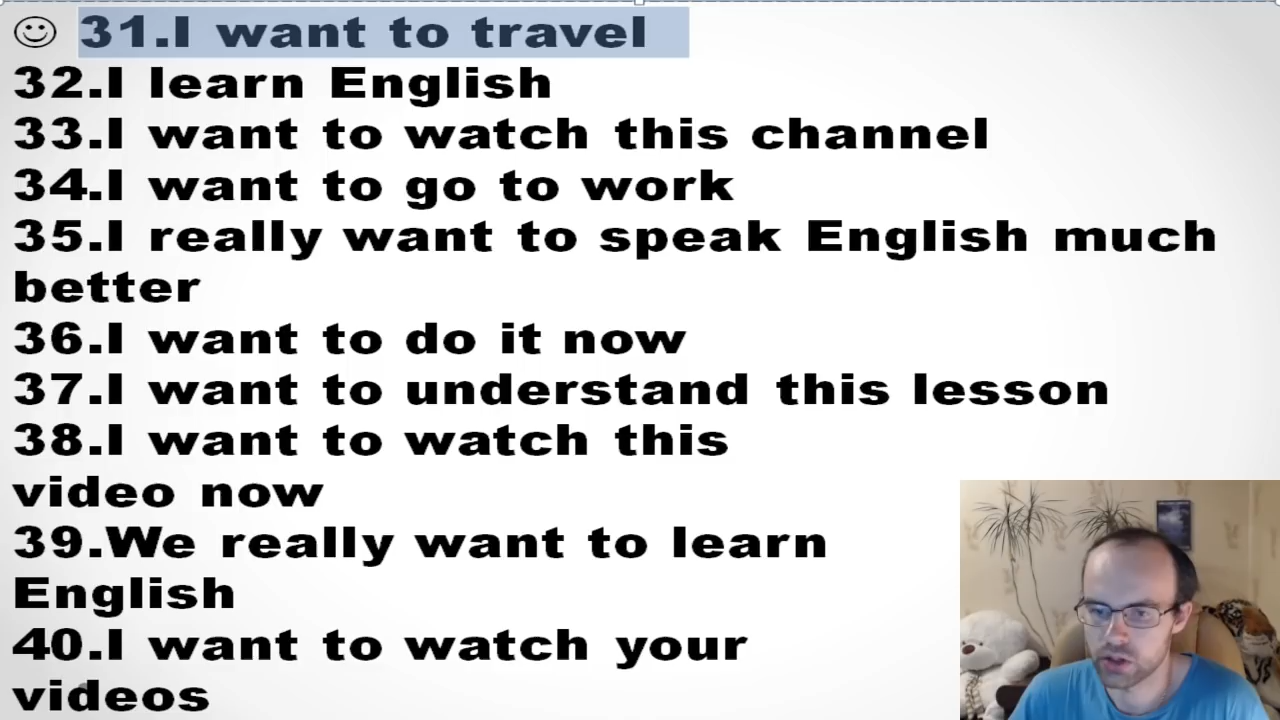 31.I want to travel
32.I learn English
33.I want to watch this channel
34.I want to go to work
35.I really want to speak English much
better
36.I want to do it now
37.I want to understand this lesson
38.I want to watch this
video now
39.We really want to learn
English
40.I want to watch your
videos